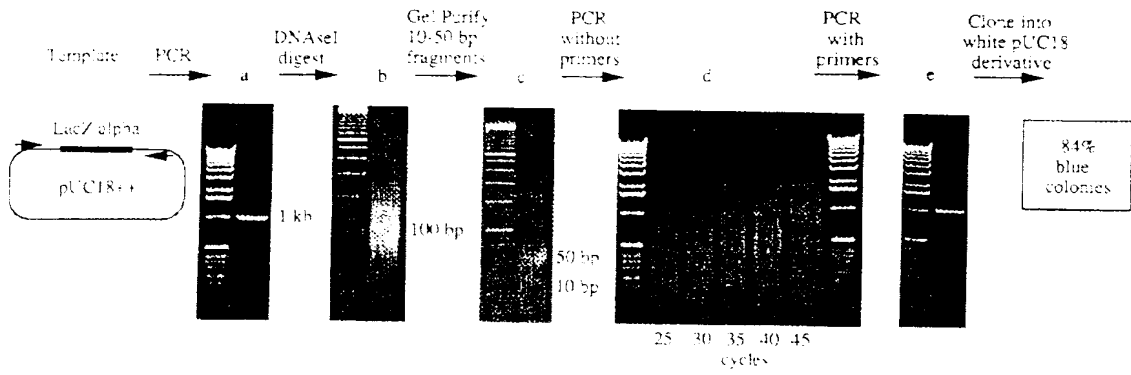 Template
PCR
DNAseI
digest
Gel Purify
10-50 bp
fragments
PCR
without
primers
PCR
with
primers
Clone into
white pUC18
derivative
a
b
c
d
e
LacZ alpha
pUC18++
1 kb
100 bp
50 bp
10 bp
25 30 35 40 45
cycles
84%
blue
colonies